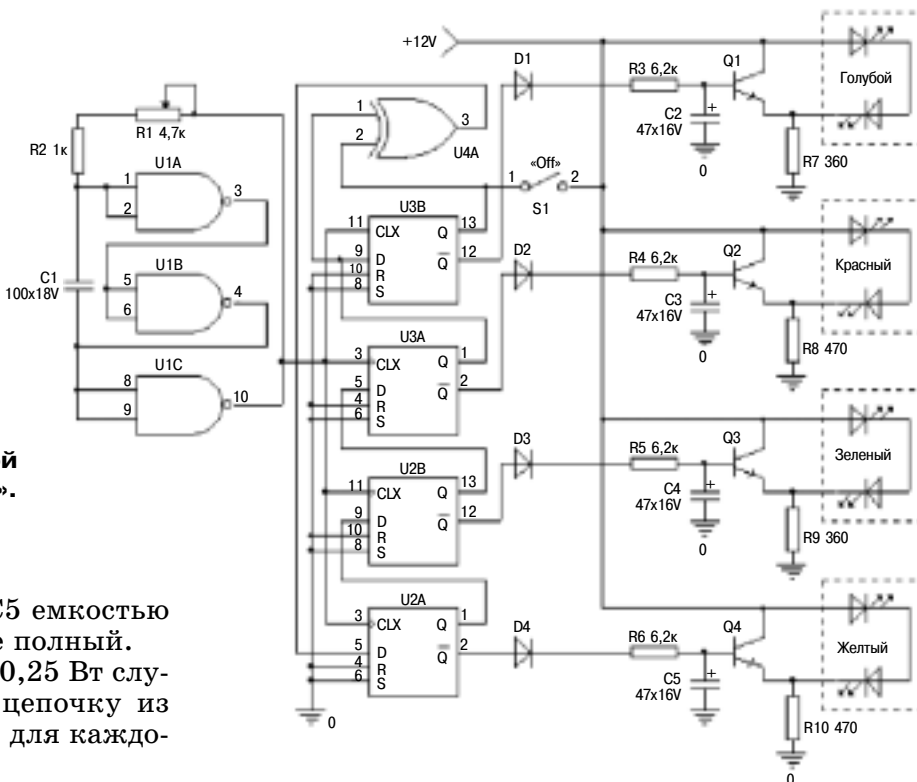 +12V
D1
R3 6,2к
Q1
Голубой
C2
47x16V
+
0
R7 360
R1 4,7к
R2 1к
C1
100x18V
U1A
1
2
3
U1B
5
6
4
U1C
8
9
10
1
2
3
U4A
«Off»
1
2
S1
U3B
11 CLX Q 13
9 D Q 12
10 R
8 S
D2
R4 6,2к
Q2
Красный
C3
47x16V
+
0
R8 470
U3A
3 CLX Q 1
5 D Q 2
4 R
6 S
D3
R5 6,2к
Q3
Зеленый
C4
47x16V
+
0
R9 360
U2B
11 CLX Q 13
9 D Q 12
10 R
8 S
D4
R6 6,2к
Q4
Желтый
C5
47x16V
+
R10 470
0
U2A
3 CLX Q 1
5 D Q 2
4 R
6 S
0
ой
».
C5 емкостью
е полный.
0,25 Вт слу-
цепочку из
для каждо-